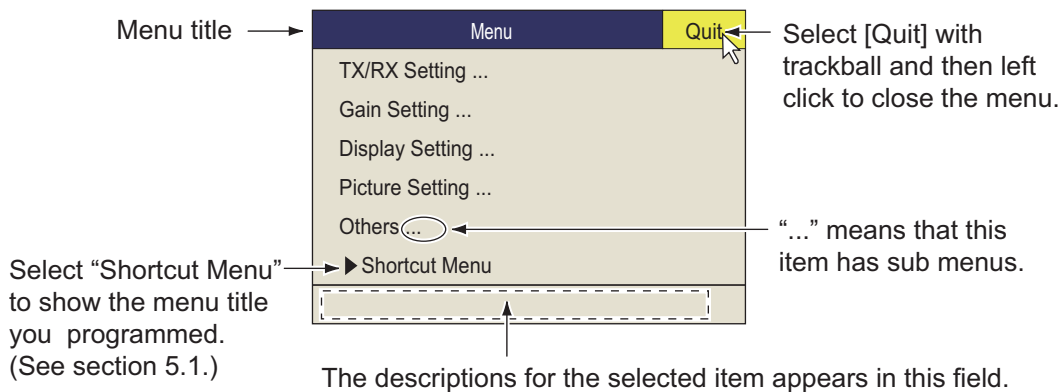 Menu title
Menu
Quit
Select [Quit] with
trackball and then left
click to close the menu.
TX/RX Setting ...
Gain Setting ...
Display Setting ...
Picture Setting ...
Others ...
"..." means that this
item has sub menus.
Shortcut Menu
Select "Shortcut Menu"
to show the menu title
you programmed.
(See section 5.1.)
The descriptions for the selected item appears in this field.